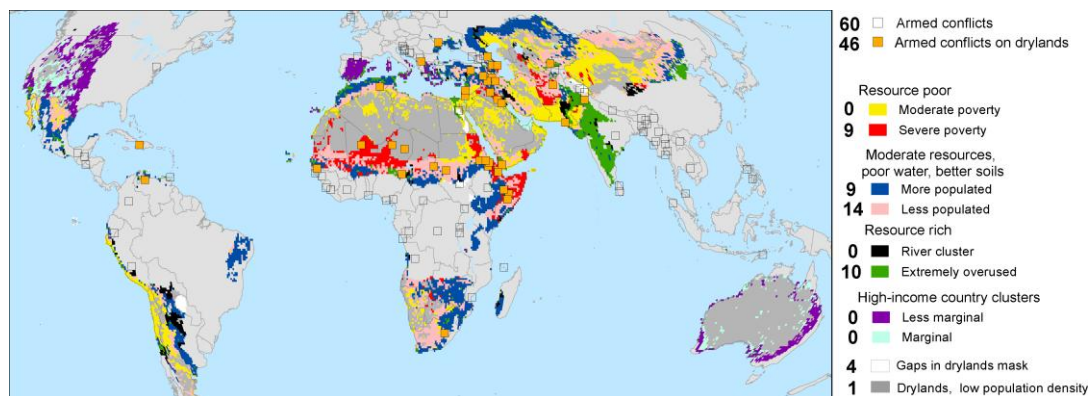 60 Armed conflicts
46 Armed conflicts on drylands
Resource poor
0 Moderate poverty
9 Severe poverty
Moderate resources,
poor water, better soils
9 More populated
14 Less populated
Resource rich
0 River cluster
10 Extremely overused
High-income country clusters
0 Less marginal
0 Marginal
4 Gaps in drylands mask
1 Drylands, low population density